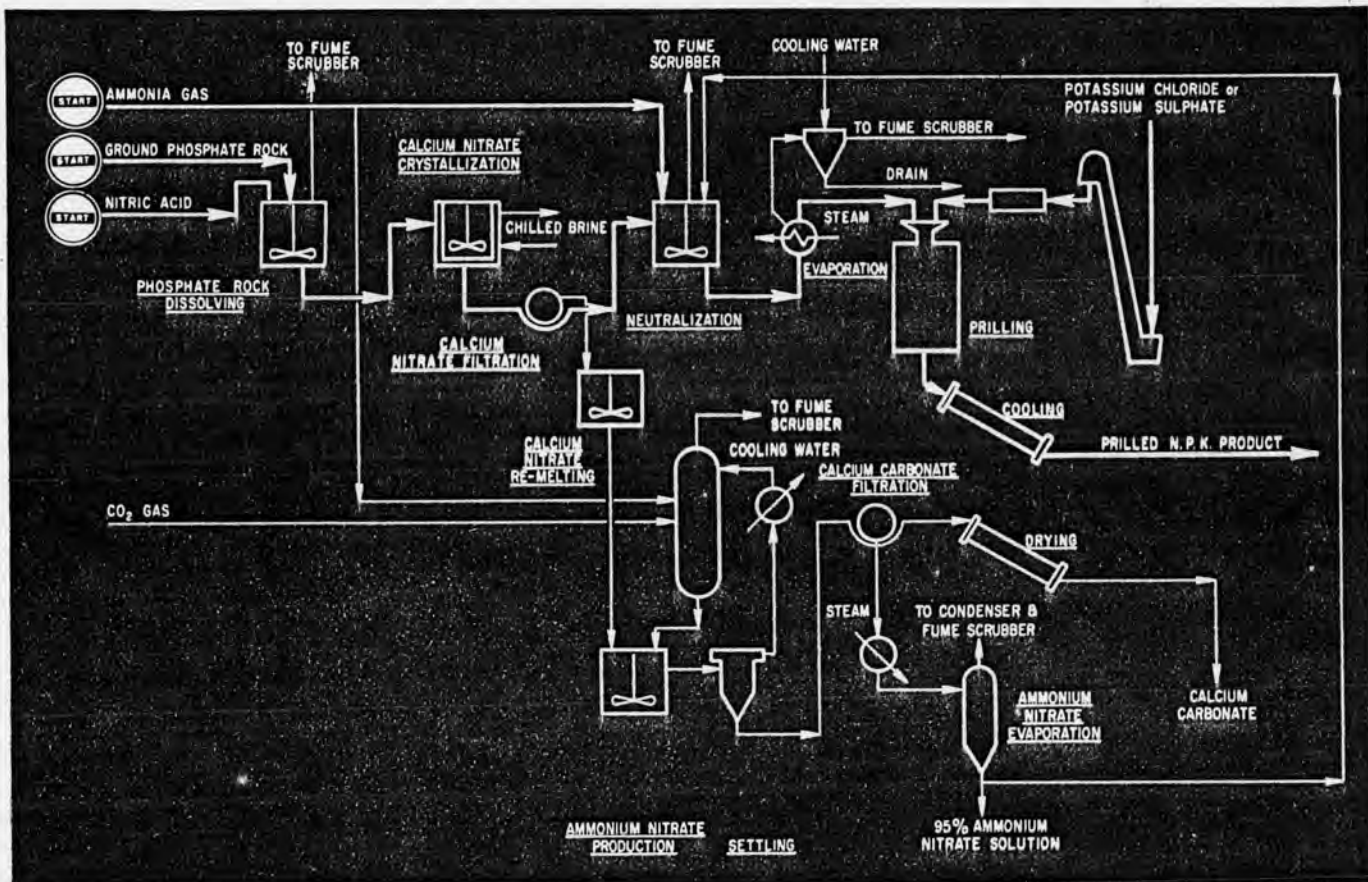 TO FUME
SCRUBBER
TO FUME
SCRUBBER
COOLING WATER
START
AMMONIA GAS
POTASSIUM CHLORIDE or
POTASSIUM SULPHATE
START
GROUND PHOSPHATE ROCK
CALCIUM NITRATE
CRYSTALLIZATION
TO FUME SCRUBBER
DRAIN
START
NITRIC ACID
CHILLED BRINE
STEAM
EVAPORATION
PHOSPHATE ROCK
DISSOLVING
NEUTRALIZATION
PRILLING
CALCIUM
NITRATE FILTRATION
COOLING
TO FUME
SCRUBBER
PRILLED N.P.K. PRODUCT
CALCIUM
NITRATE
RE-MELTING
COOLING WATER
CALCIUM CARBONATE
FILTRATION
CO₂ GAS
DRYING
STEAM
TO CONDENSER &
FUME SCRUBBER
AMMONIUM
NITRATE
EVAPORATION
CALCIUM
CARBONATE
AMMONIUM NITRATE
PRODUCTION
SETTLING
95% AMMONIUM
NITRATE SOLUTION